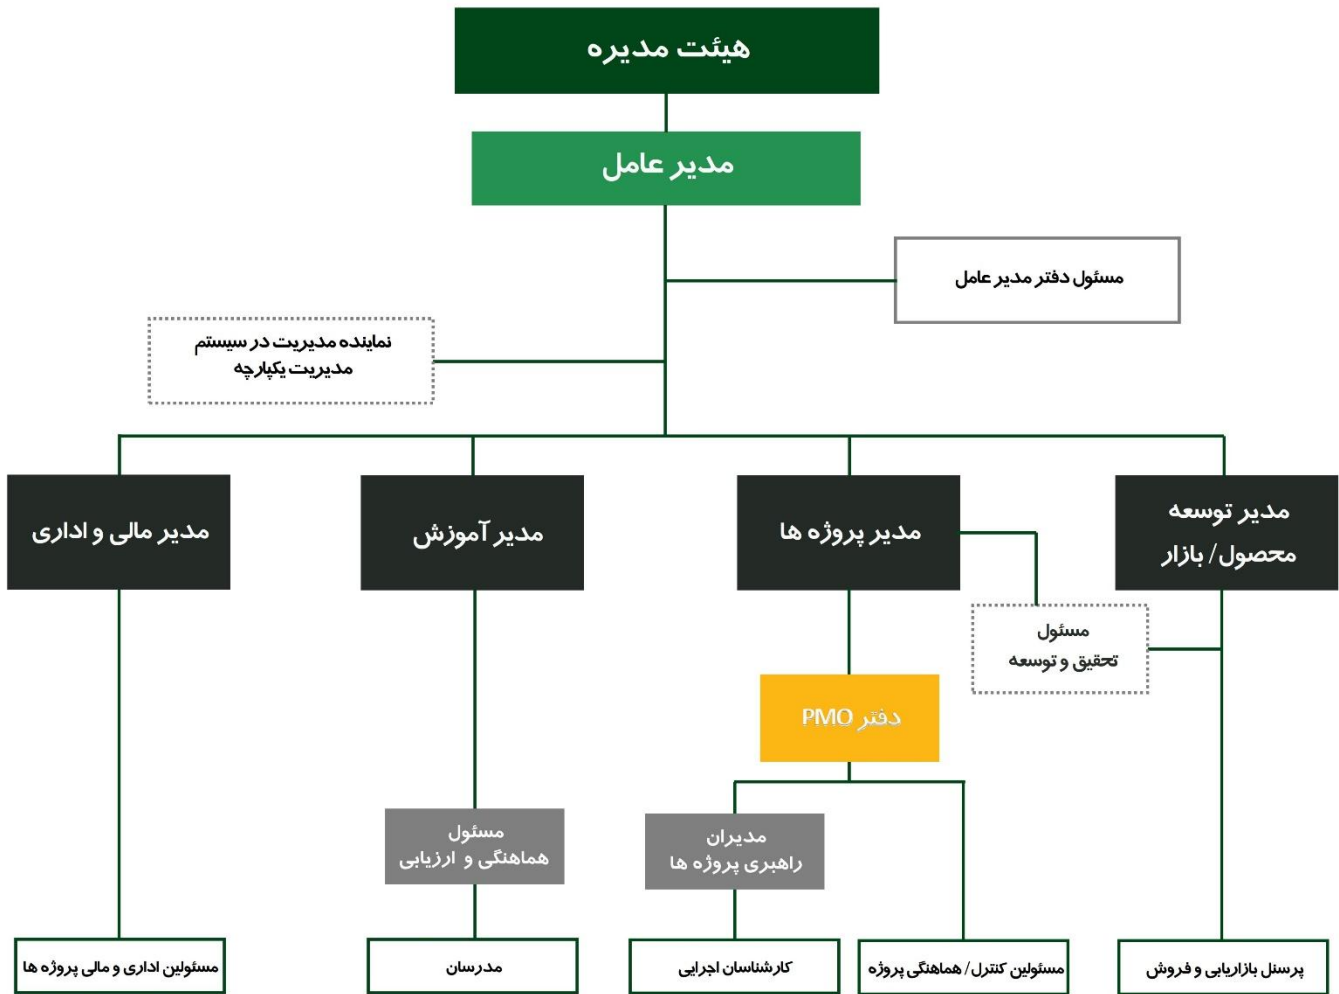 هیئت مدیره
مدیر عامل
مسئول دفتر مدیر عامل
نماینده مدیریت در سیستم
مدیریت یکپارچه
مدیر توسعه
محصول/ بازار
مدیر پروژه ها
مدیر آموزش
مدیر مالی و اداری
مسئول
تحقیق و توسعه
دفتر PMO
مدیران
راهبری پروژه ها
مسئول
هماهنگی و ارزیابی
پرسنل بازاریابی و فروش
مسئولین کنترل/ هماهنگی پروژه
کارشناسان اجرایی
مدرسان
مسئولین اداری و مالی پروژه ها